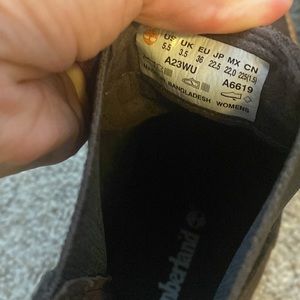 US UK EU JP MX CN
5.5 3.5 36 22.5 22,0 225(1.5)
A23WU A6619
BANGLADESH WOMENS
Timberland